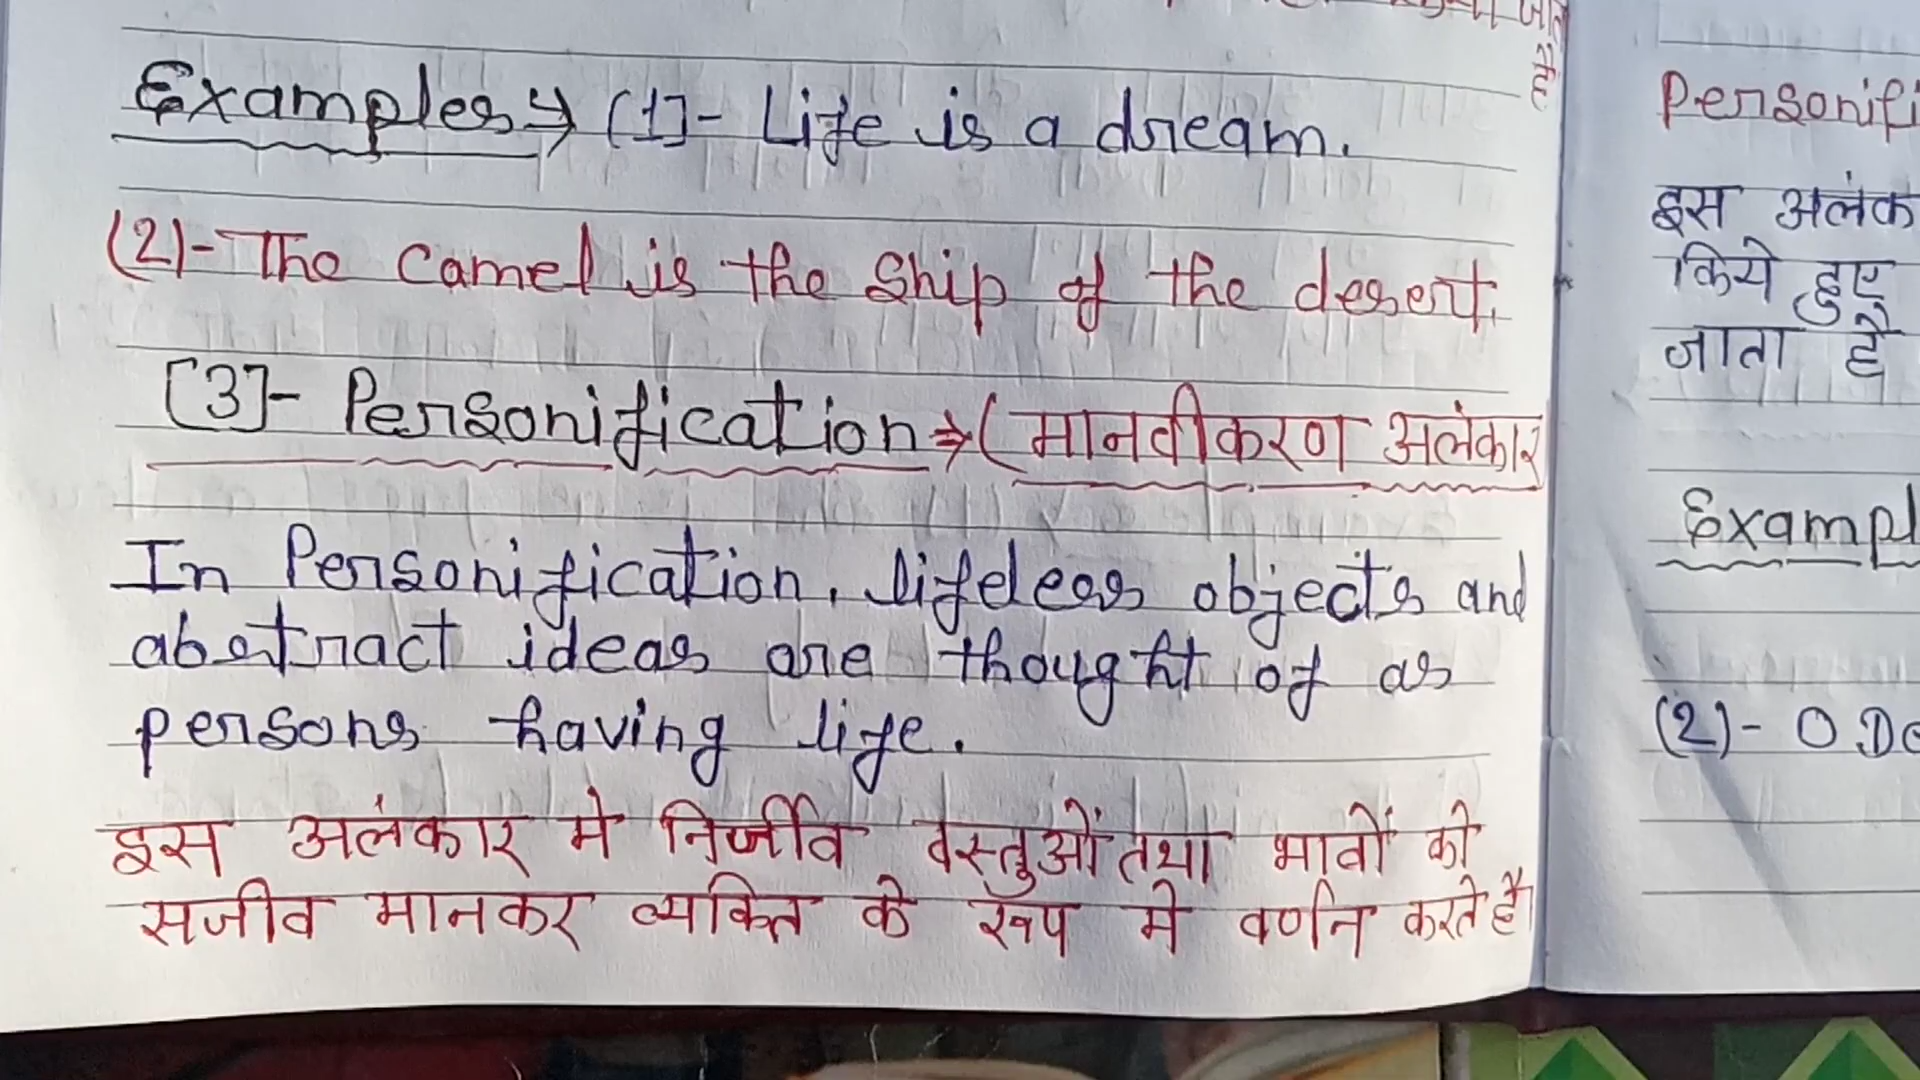 Examples → (1]- Life is a dream.
(2)- The Camel is the Ship of the desert.
[3]- Personification ⇒ ( मानवीकरण अलंकार
In Personification, lifeless objects and
abstract ideas are thought of as
persons having life.
इस अलंकार मे निर्जीव वस्तुओं तथा भावों को
सजीव मानकर व्यक्ति के रूप मे वर्णन करते है।
Personifi
इस अलंक
किये हुए
जाता है
Exampl
(2)- O De